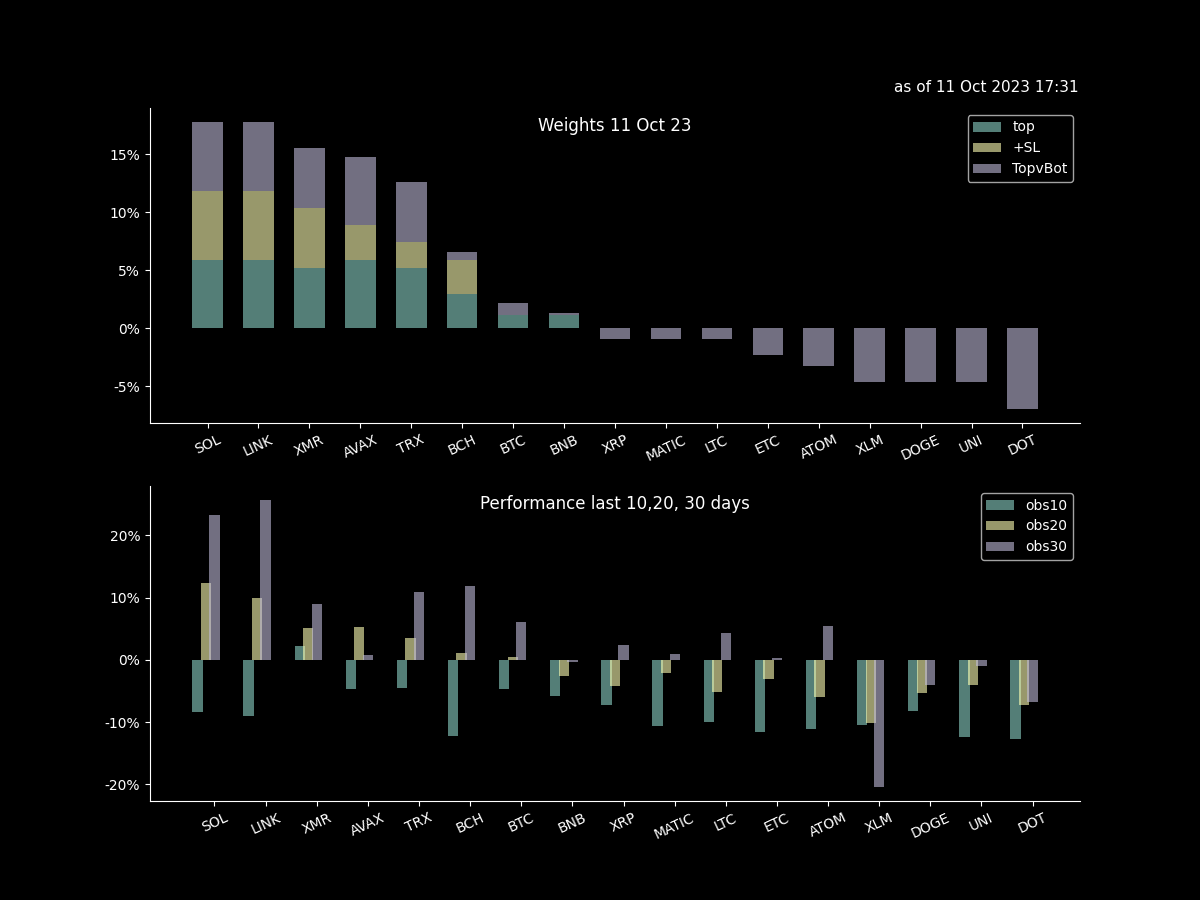 as of 11 Oct 2023 17:31
Weights 11 Oct 23
top
+SL
TopvBot
15%
10%
5%
0%
-5%
SOL LINK XMR AVAX TRX BCH BTC BNB XRP MATIC LTC ETC ATOM XLM DOGE UNI DOT
Performance last 10,20, 30 days
obs10
obs20
obs30
20%
10%
0%
-10%
-20%
SOL LINK XMR AVAX TRX BCH BTC BNB XRP MATIC LTC ETC ATOM XLM DOGE UNI DOT